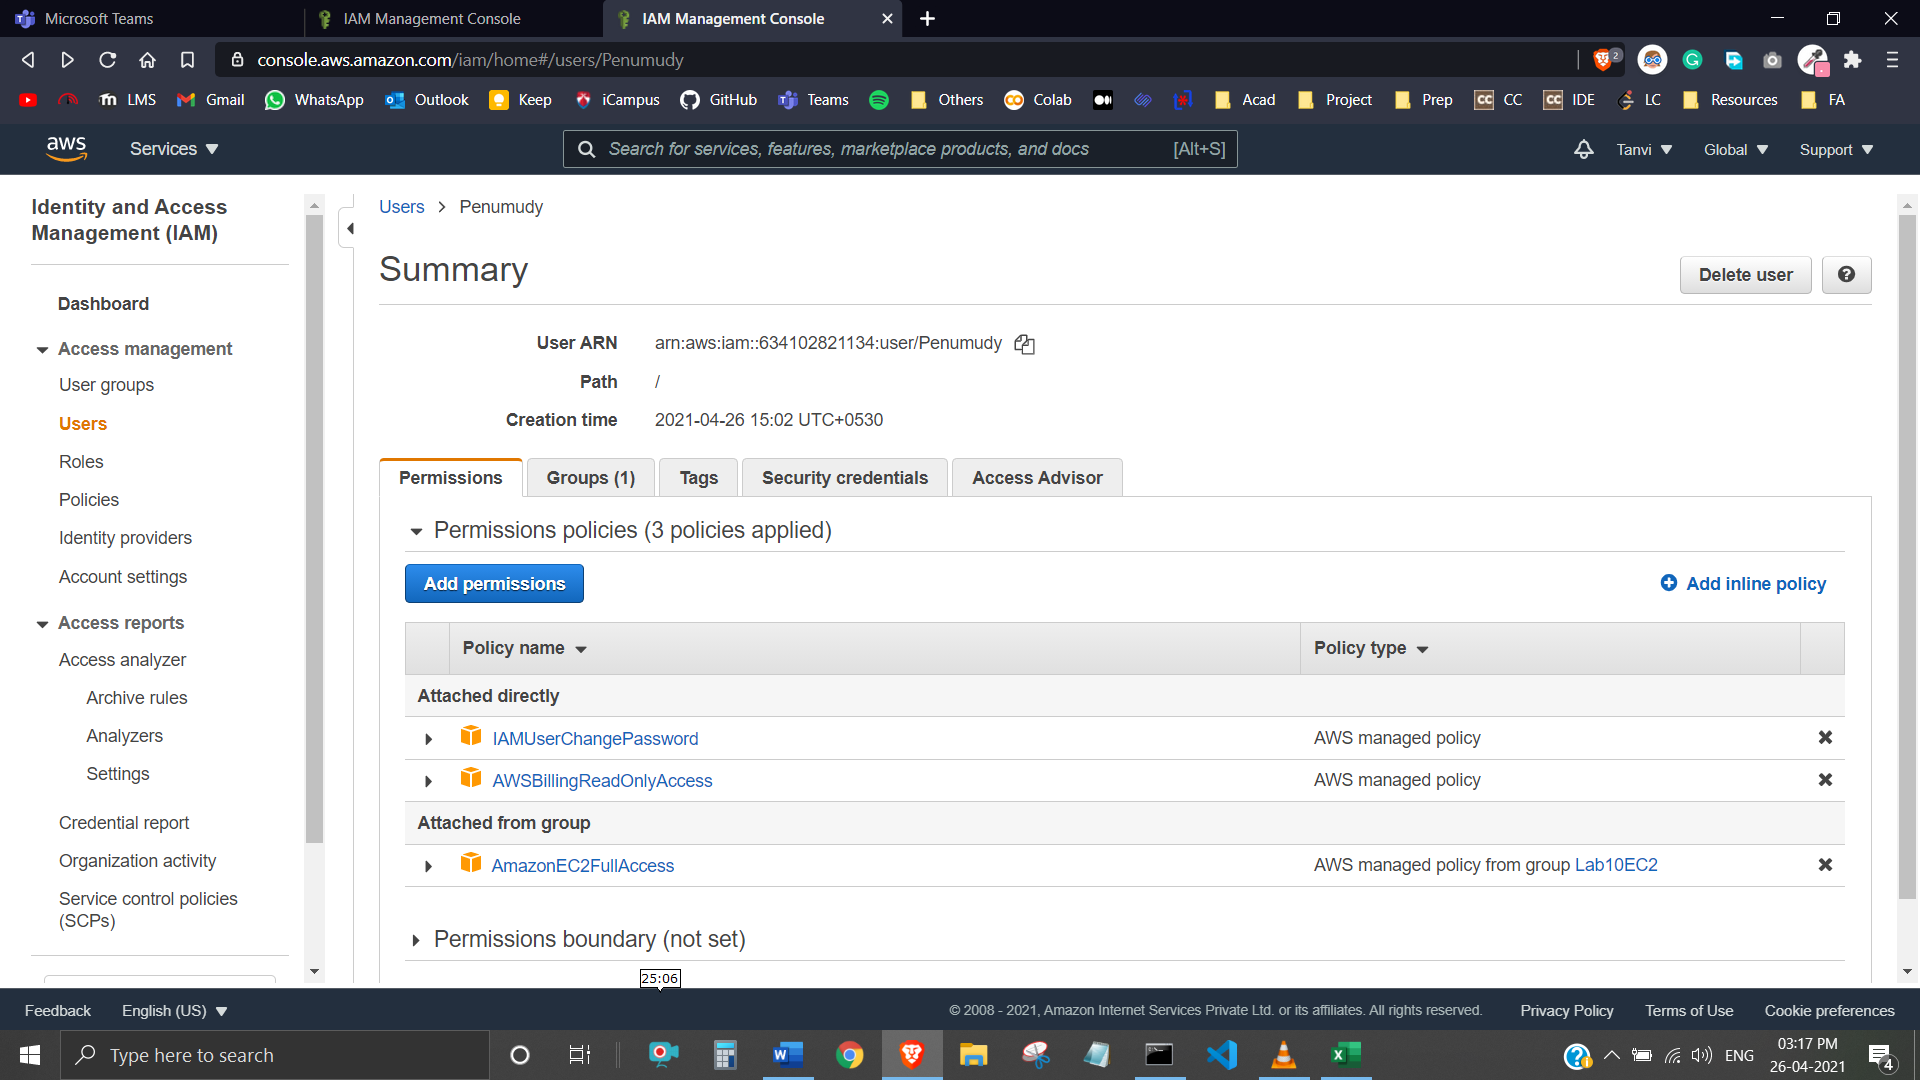 Microsoft Teams
IAM Management Console
IAM Management Console
console.aws.amazon.com/iam/home#/users/Penumudy
2
LMS
Gmail
WhatsApp
Outlook
Keep
iCampus
GitHub
Teams
Others
Colab
Acad
Project
Prep
CC CC
CC IDE
LC
Resources
FA
aws
Services
Search for services, features, marketplace products, and docs [Alt+S]
Tanvi
Global
Support
Identity and Access
Management (IAM)
Dashboard
Access management
User groups
Users
Roles
Policies
Identity providers
Account settings
Access reports
Access analyzer
Archive rules
Analyzers
Settings
Credential report
Organization activity
Service control policies
(SCPs)
Users > Penumudy
Summary
Delete user
?
User ARN arn:aws:iam::634102821134:user/Penumudy
Path /
Creation time 2021-04-26 15:02 UTC+0530
Permissions
Groups (1)
Tags
Security credentials
Access Advisor
Permissions policies (3 policies applied)
Add permissions
Add inline policy
Policy name Policy type
Attached directly
IAMUserChangePassword AWS managed policy
AWSBillingReadOnlyAccess AWS managed policy
Attached from group
AmazonEC2FullAccess AWS managed policy from group Lab10EC2
Permissions boundary (not set)
25:06
Feedback
English (US)
© 2008 - 2021, Amazon Internet Services Private Ltd. or its affiliates. All rights reserved.
Privacy Policy
Terms of Use
Cookie preferences
Type here to search
ENG
03:17 PM
26-04-2021
4